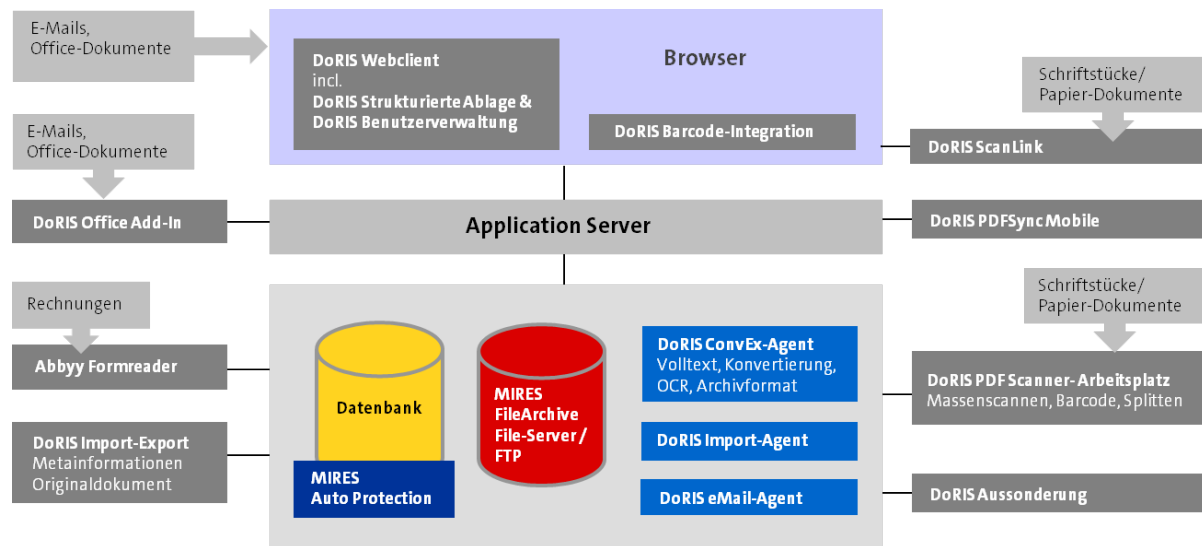 E-Mails,
Office-Dokumente
DoRIS Webclient
incl.
DoRIS Strukturierte Ablage &
DoRIS Benutzerverwaltung
Browser
DoRIS Barcode-Integration
Schriftstücke/
Papier-Dokumente
DoRIS ScanLink
E-Mails,
Office-Dokumente
DoRIS Office Add-In
Application Server
DoRIS PDFSync Mobile
Rechnungen
Abbyy Formreader
DoRIS Import-Export
Metainformationen
Originaldokument
Datenbank
MIRES
Auto Protection
MIRES
FileArchive
File-Server /
FTP
DoRIS ConvEx-Agent
Volltext, Konvertierung,
OCR, Archivformat
DoRIS Import-Agent
DoRIS eMail-Agent
Schriftstücke/
Papier-Dokumente
DoRIS PDF Scanner- Arbeitsplatz
Massenscannen, Barcode, Splitten
DoRIS Aussonderung